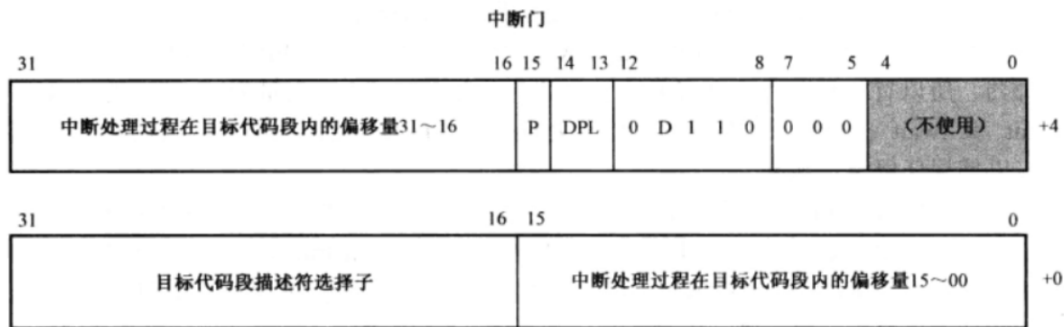 中断门
31 16 15 14 13 12 8 7 5 4 0
中断处理过程在目标代码段内的偏移量31～16 P DPL 0 D 1 1 0 0 0 0 （不使用） +4
31 16 15 0
目标代码段描述符选择子 中断处理过程在目标代码段内的偏移量15～00 +0